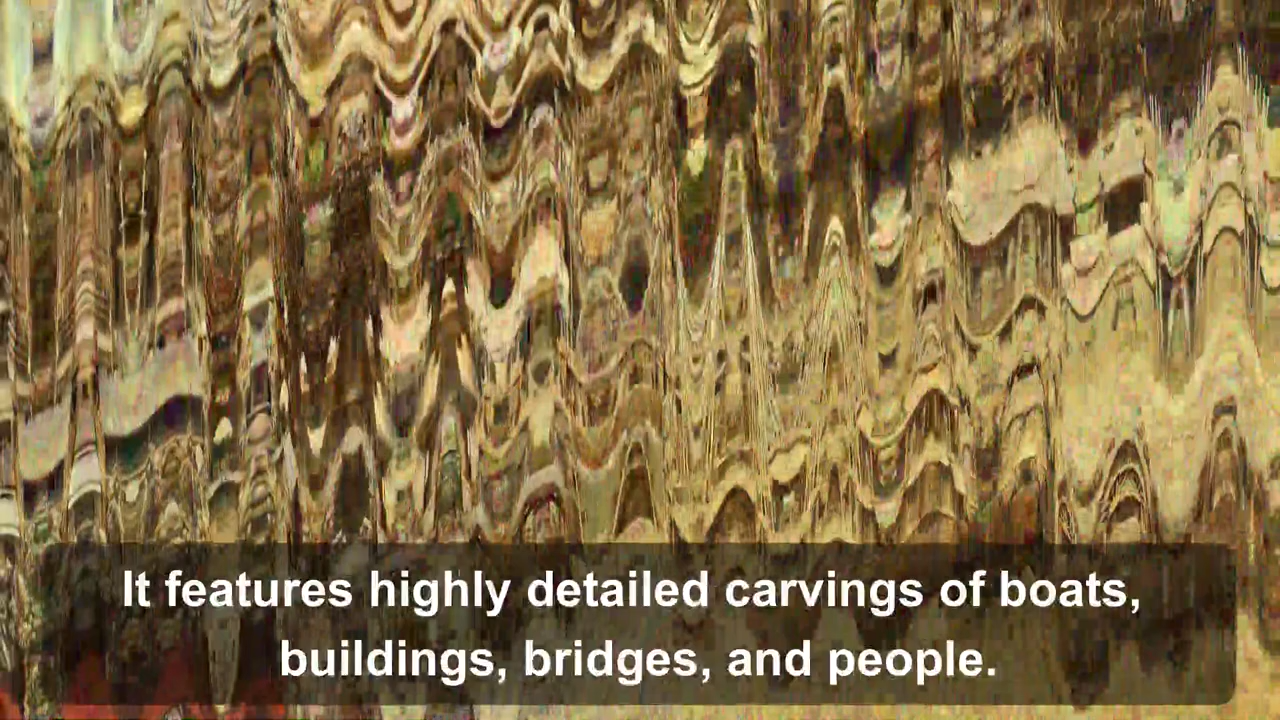 It features highly detailed carvings of boats,
buildings, bridges, and people.